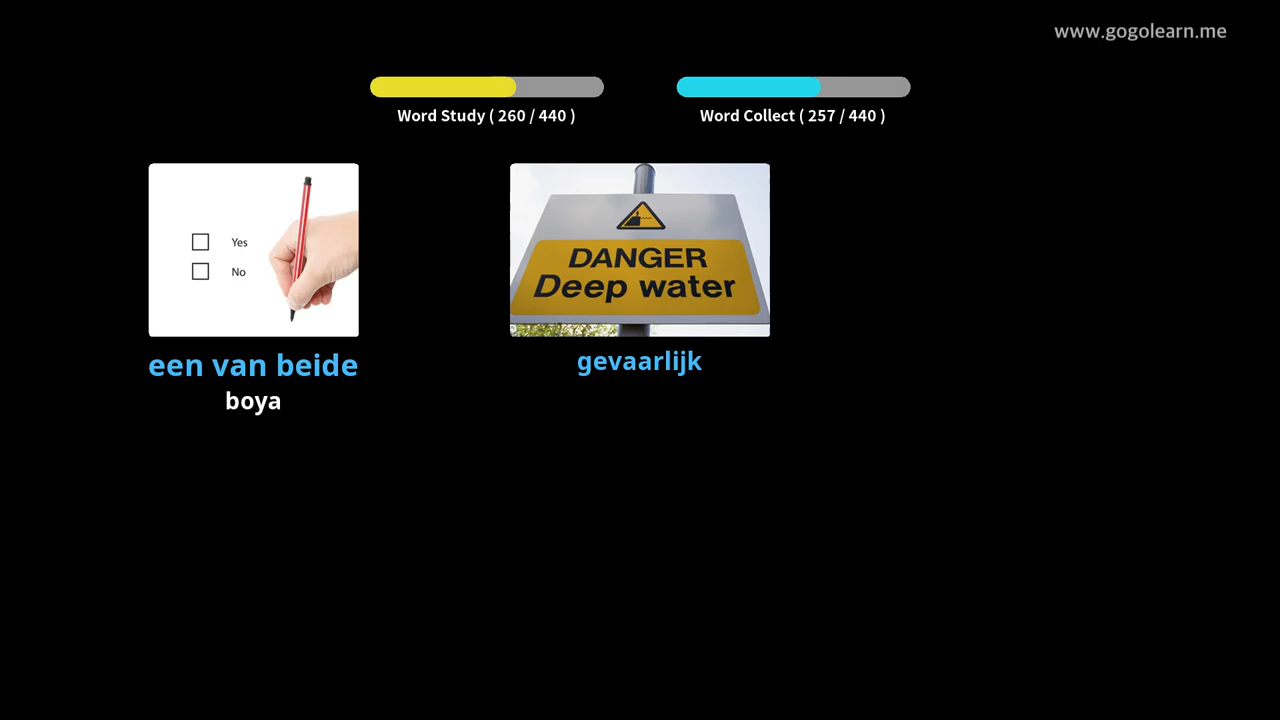 www.gogolearn.me
Word Study ( 260 / 440 )
Word Collect ( 257 / 440 )
Yes
No
een van beide
boya
DANGER
Deep water
gevaarlijk